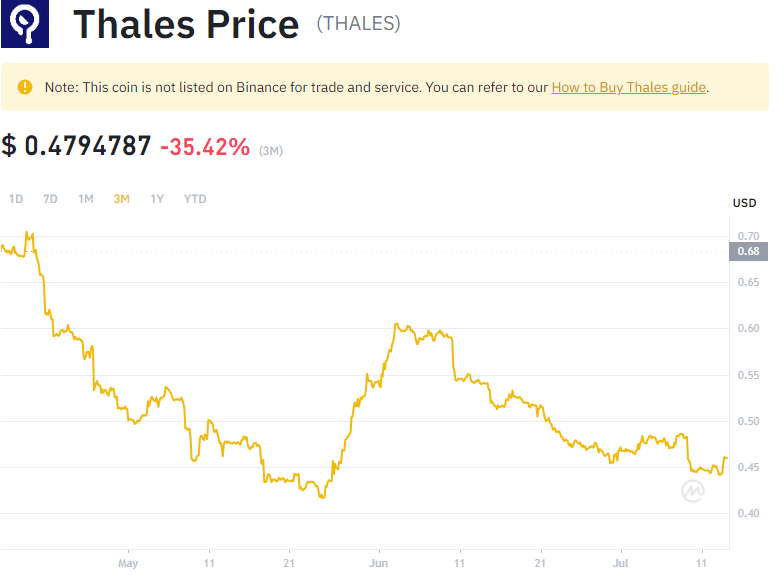 Thales Price (THALES)
Note: This coin is not listed on Binance for trade and service. You can refer to our How to Buy Thales guide.
$ 0.4794787 -35.42% (3M)
1D 7D 1M 3M 1Y YTD
USD
0.70
0.68
0.65
0.60
0.55
0.50
0.45
0.40
May 11 21 Jun 11 21 Jul 11